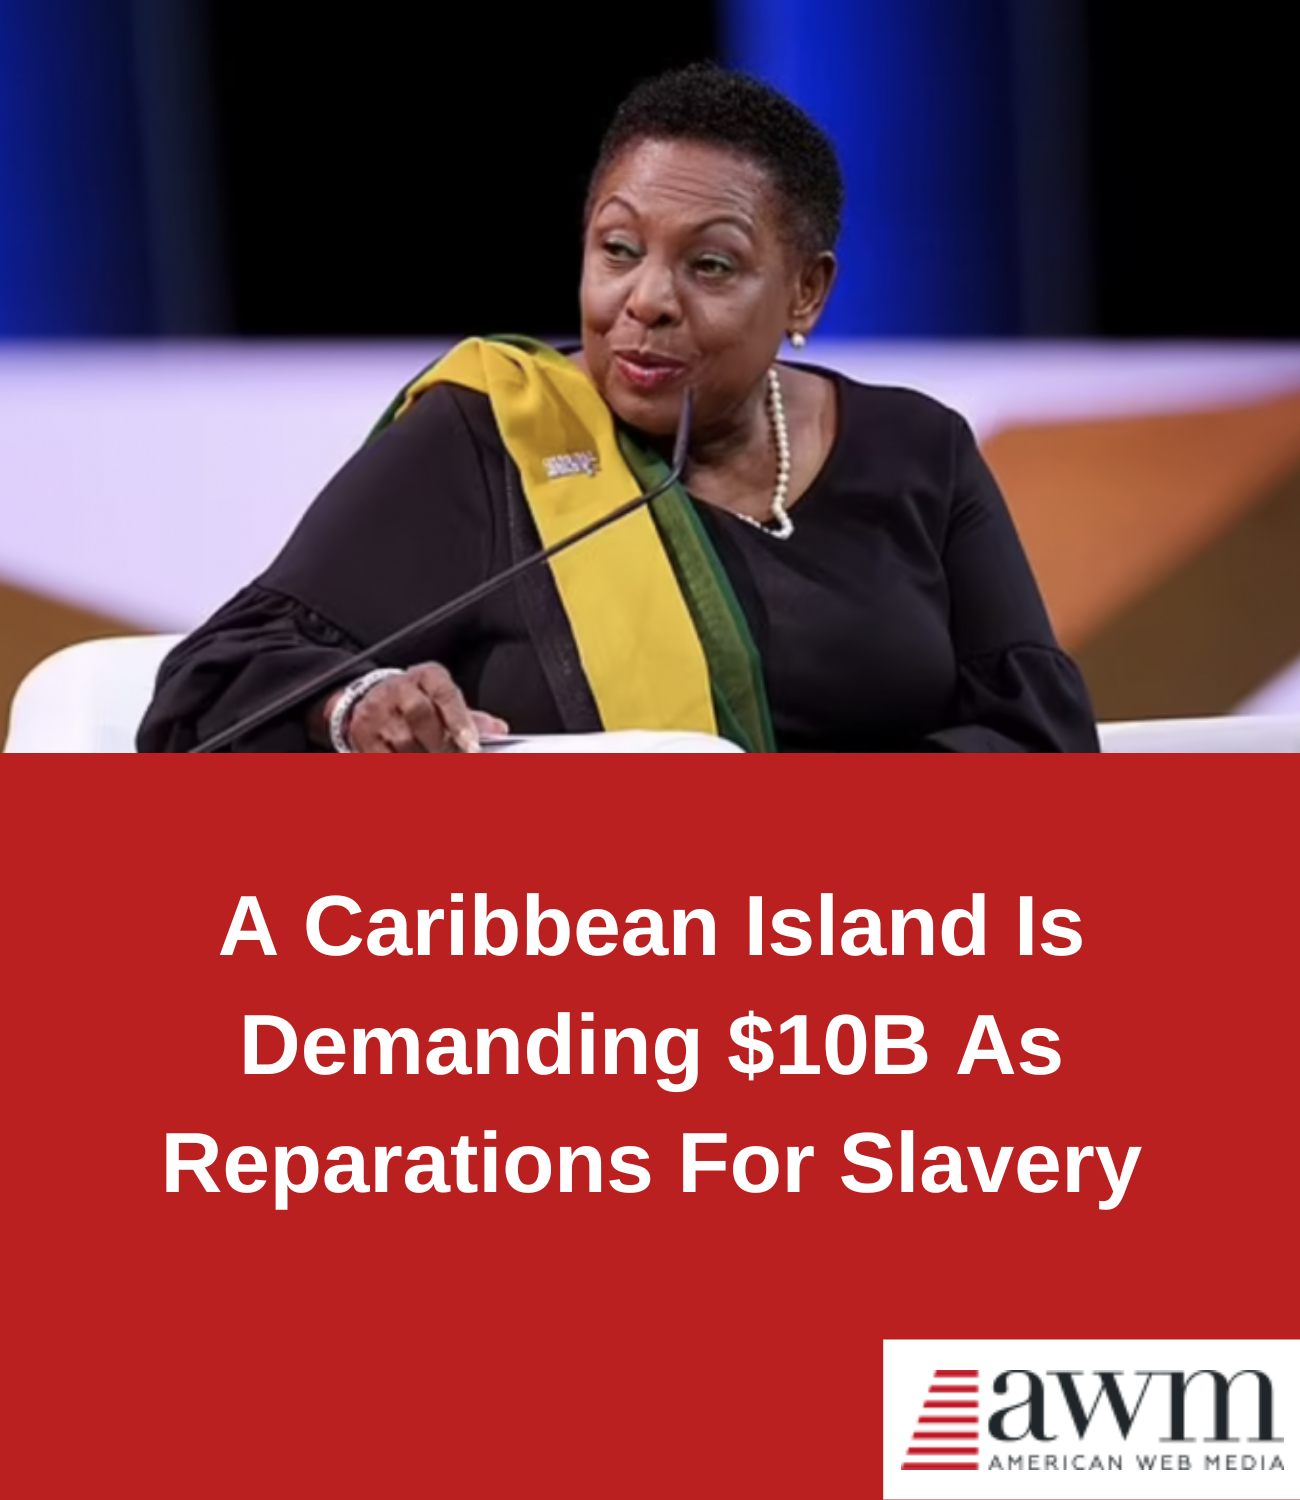 A Caribbean Island Is
Demanding $10B As
Reparations For Slavery
awm
AMERICAN WEB MEDIA